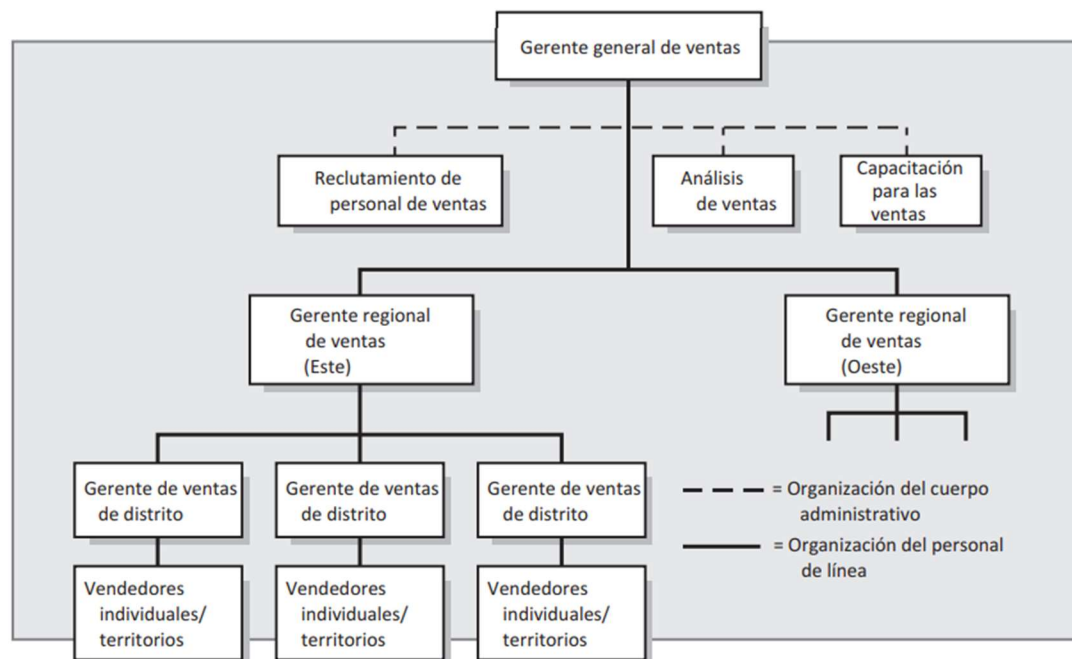 Gerente general de ventas
Reclutamiento de
personal de ventas
Análisis
de ventas
Capacitación
para las
ventas
Gerente regional
de ventas
(Este)
Gerente regional
de ventas
(Oeste)
Gerente de ventas
de distrito
Gerente de ventas
de distrito
Gerente de ventas
de distrito
= Organización del cuerpo
administrativo
= Organización del personal
de línea
Vendedores
individuales/
territorios
Vendedores
individuales/
territorios
Vendedores
individuales/
territorios